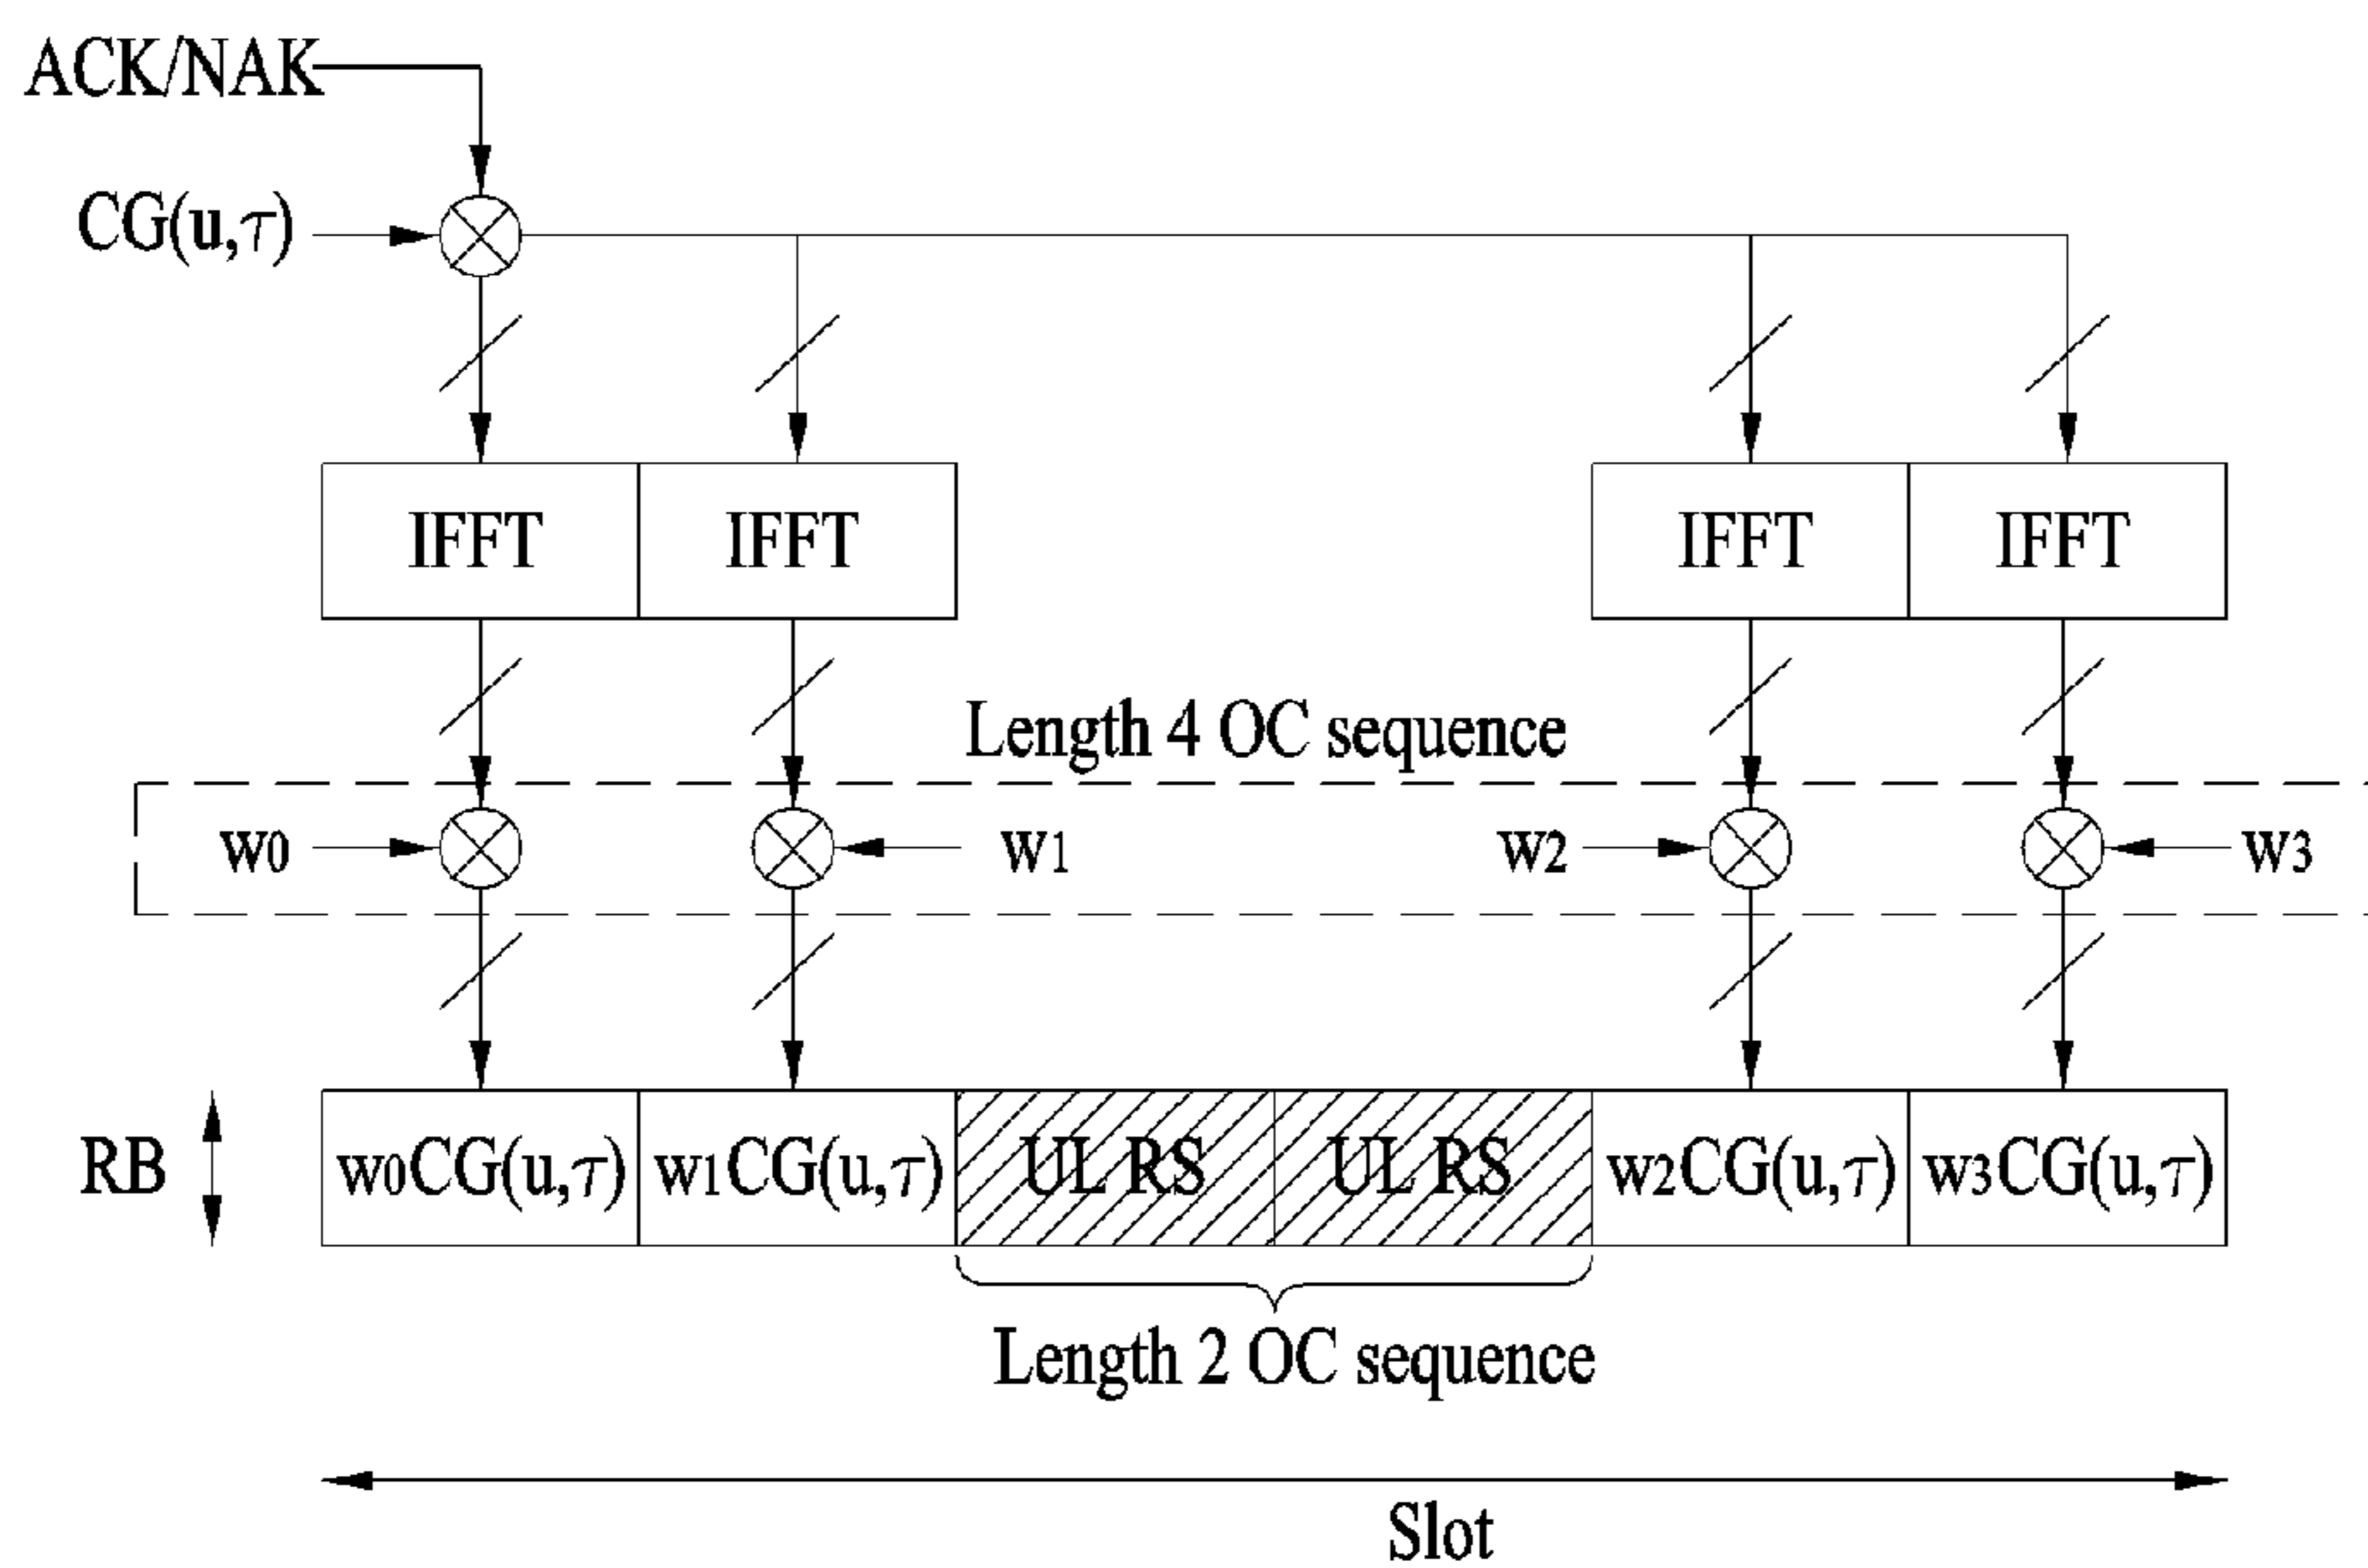 ACK/NAK
CG(u,τ)
IFFT IFFT IFFT IFFT
Length 4 OC sequence
w0 w1 w2 w3
RB w0CG(u,τ) w1CG(u,τ) UL RS UL RS w2CG(u,τ) w3CG(u,τ)
Length 2 OC sequence
Slot